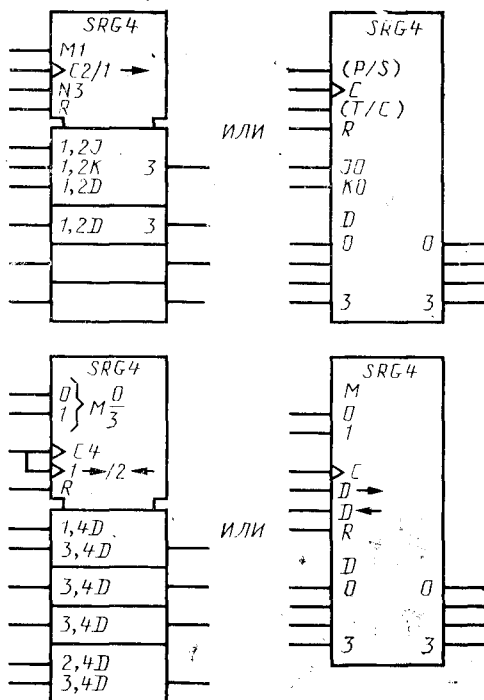 SRG4
M1
C2/1 →
N3
R
1,2J
1,2K 3
1,2D
1,2D 3
ИЛИ
SRG4
(P/S)
C
(T/C)
R
J0
K0
D
0 0
3 3
SRG4
0
1 } M 0/3
C4
1 →/2 ←
R
1,4D
3,4D
3,4D
3,4D
2,4D
3,4D
ИЛИ
SRG4
M
0
1
C
D →
D ←
R
D
0 0
3 3